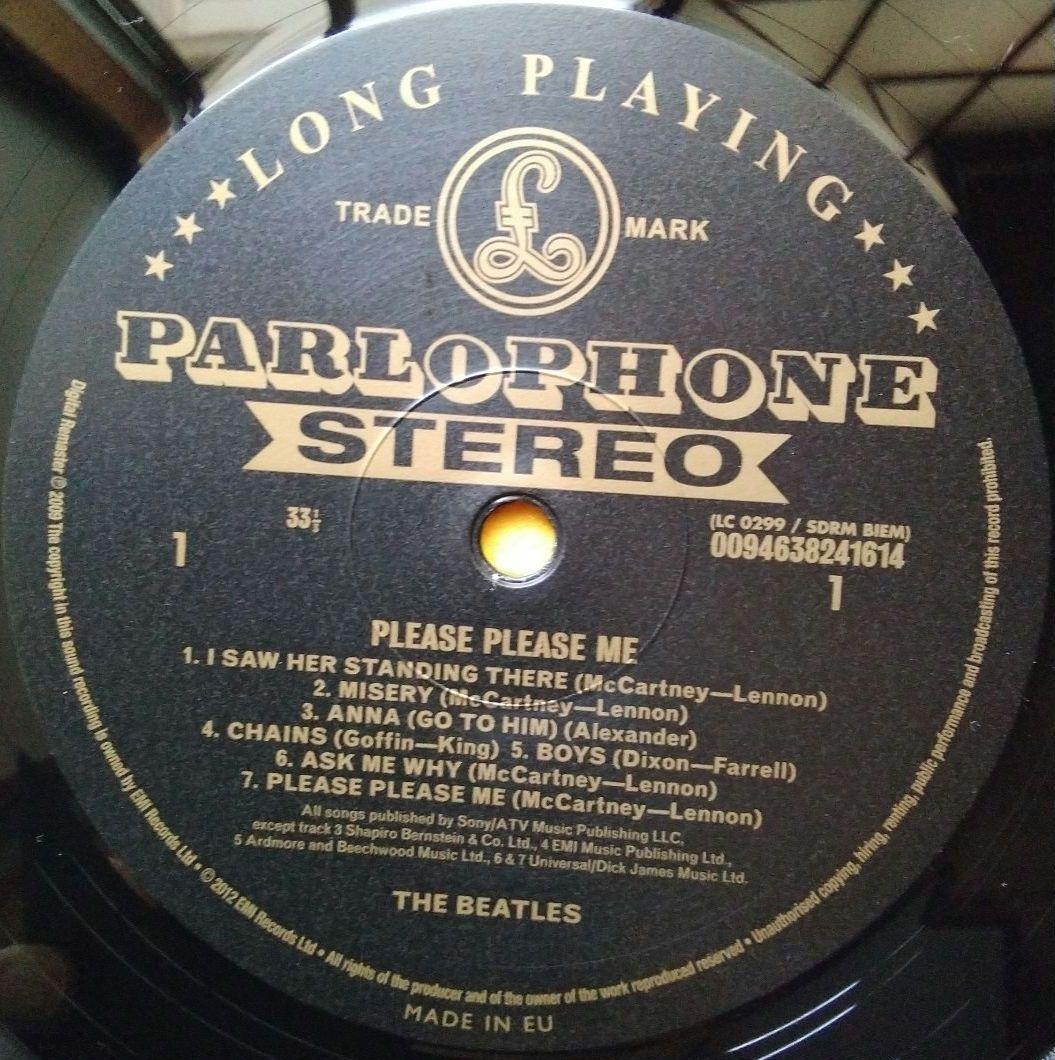 LONG PLAYING
TRADE £ MARK
PARLOPHONE
STEREO
33⅓
(LC 0299 / SDRM BIEM)
0094638241614
1
1
PLEASE PLEASE ME
1. I SAW HER STANDING THERE (McCartney—Lennon)
2. MISERY (McCartney—Lennon)
3. ANNA (GO TO HIM) (Alexander)
4. CHAINS (Goffin—King) 5. BOYS (Dixon—Farrell)
6. ASK ME WHY (McCartney—Lennon)
7. PLEASE PLEASE ME (McCartney—Lennon)
All songs published by Sony/ATV Music Publishing LLC,
except track 3 Shapiro Bernstein & Co. Ltd., 4 EMI Music Publishing Ltd.,
5 Ardmore and Beechwood Music Ltd., 6 & 7 Universal/Dick James Music Ltd.
THE BEATLES
Digital Remaster ℗ 2009 The copyright in this sound recording is owned by EMI Records Ltd • © 2012 EMI Records Ltd • All rights of the producer and of the owner of the work reproduced reserved • Unauthorised copying, hiring, renting, public performance and broadcasting of this record prohibited.
MADE IN EU